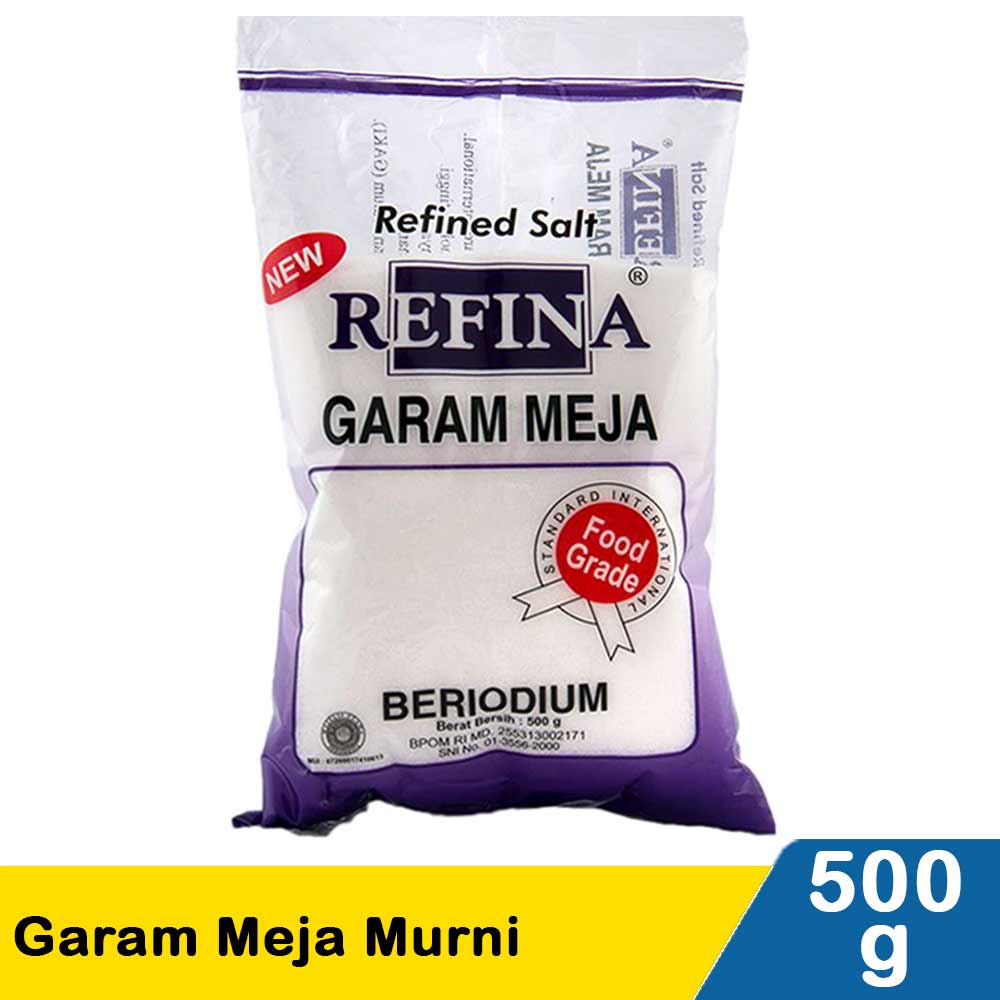 Refined Salt
NEW
REFINA®
GARAM MEJA
STANDARD INTERNATIONAL
Food
Grade
BERIODIUM
Berat Bersih : 500 g
BPOM RI MD. 255313002171
SNI No. 01-3556-2000
500
g
Garam Meja Murni